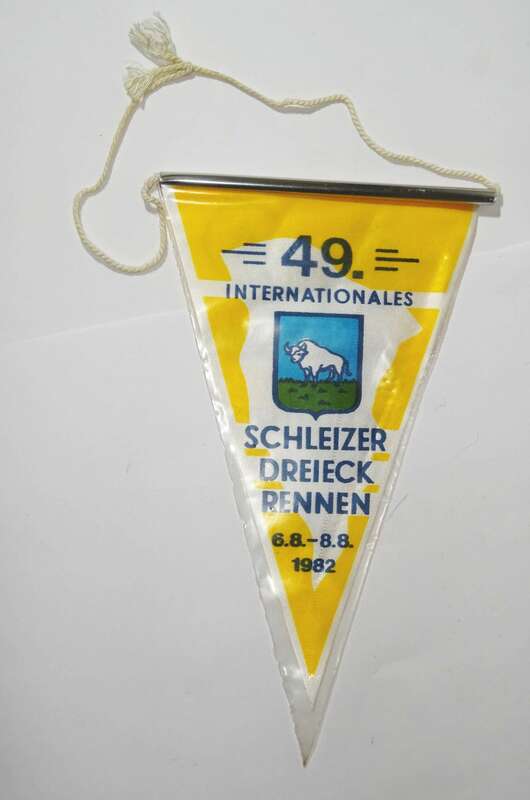 49.
INTERNATIONALES
SCHLEIZER
DREIECK
RENNEN
6.8.-8.8.
1982